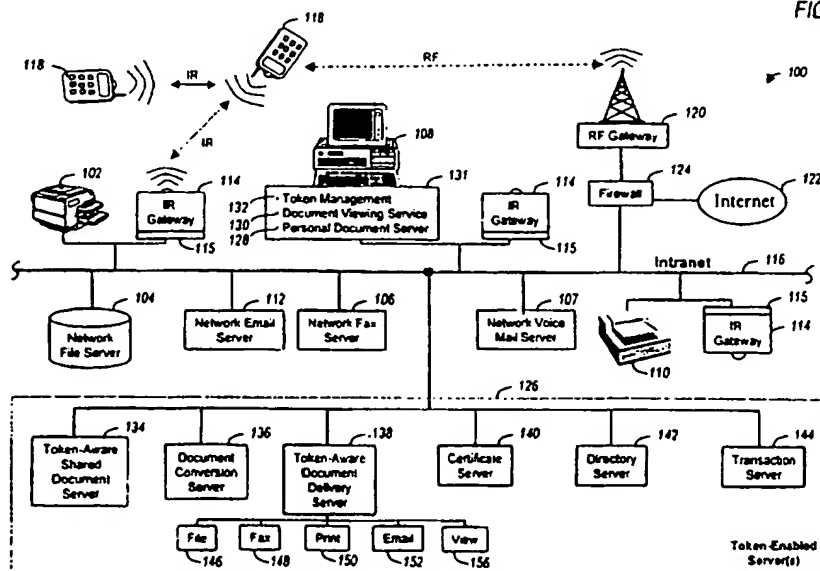 FIG
118
118
IR
RF
100
IR
120
RF Gateway
108
102
114
131
124
Firewall
Internet
122
IR
Gateway
115
132
Token Management
130
Document Viewing Service
128
Personal Document Server
114
IR
Gateway
115
Intranet
116
104
Network
File Server
112
Network Email
Server
106
Network Fax
Server
107
Network Voice
Mail Server
110
115
IR
Gateway
114
126
134
Token-Aware
Shared
Document
Server
136
Document
Conversion
Server
138
Token-Aware
Document
Delivery
Server
140
Certificate
Server
142
Directory
Server
144
Transaction
Server
File
146
Fax
148
Print
150
Email
152
View
156
Token-Enabled
Server(s)